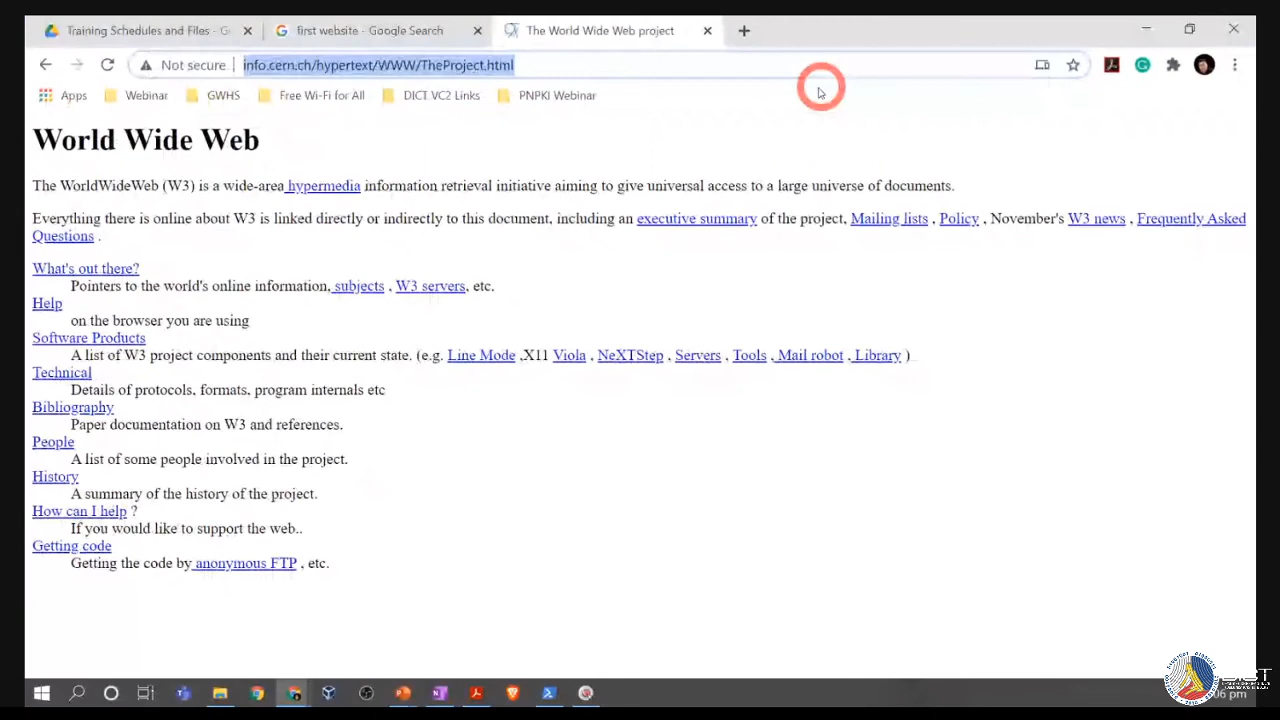 Training Schedules and Files - G
first website - Google Search
The World Wide Web project
Not secure
info.cern.ch/hypertext/WWW/TheProject.html
Apps
Webinar
GWHS
Free Wi-Fi for All
DICT VC2 Links
PNPKI Webinar
World Wide Web
The WorldWideWeb (W3) is a wide-area hypermedia information retrieval initiative aiming to give universal access to a large universe of documents.
Everything there is online about W3 is linked directly or indirectly to this document, including an executive summary of the project, Mailing lists , Policy , November's W3 news , Frequently Asked
Questions .
What's out there?
Pointers to the world's online information, subjects , W3 servers, etc.
Help
on the browser you are using
Software Products
A list of W3 project components and their current state. (e.g. Line Mode ,X11 Viola , NeXTStep , Servers , Tools , Mail robot , Library )
Technical
Details of protocols, formats, program internals etc
Bibliography
Paper documentation on W3 and references.
People
A list of some people involved in the project.
History
A summary of the history of the project.
How can I help ?
If you would like to support the web..
Getting code
Getting the code by anonymous FTP , etc.
DICT
06 pm